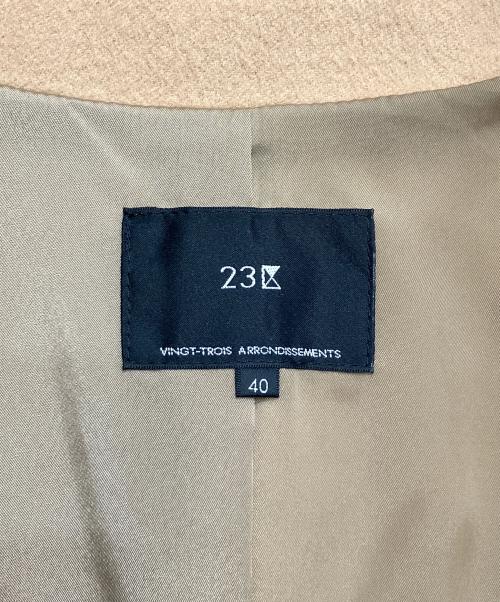 23区
VINGT-TROIS ARRONDISSEMENTS
40